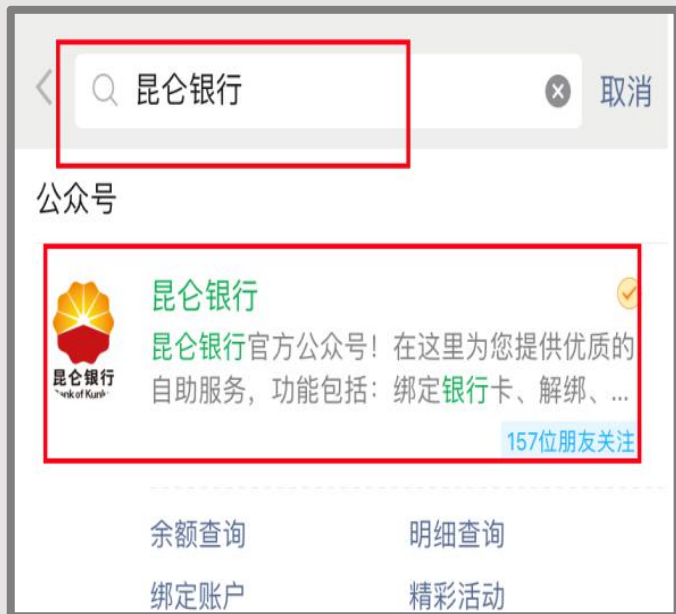 昆仑银行
取消
公众号
昆仑银行
昆仑银行官方公众号！在这里为您提供优质的
自助服务，功能包括：绑定银行卡、解绑、...
昆仑银行
157位朋友关注
余额查询
明细查询
绑定账户
精彩活动